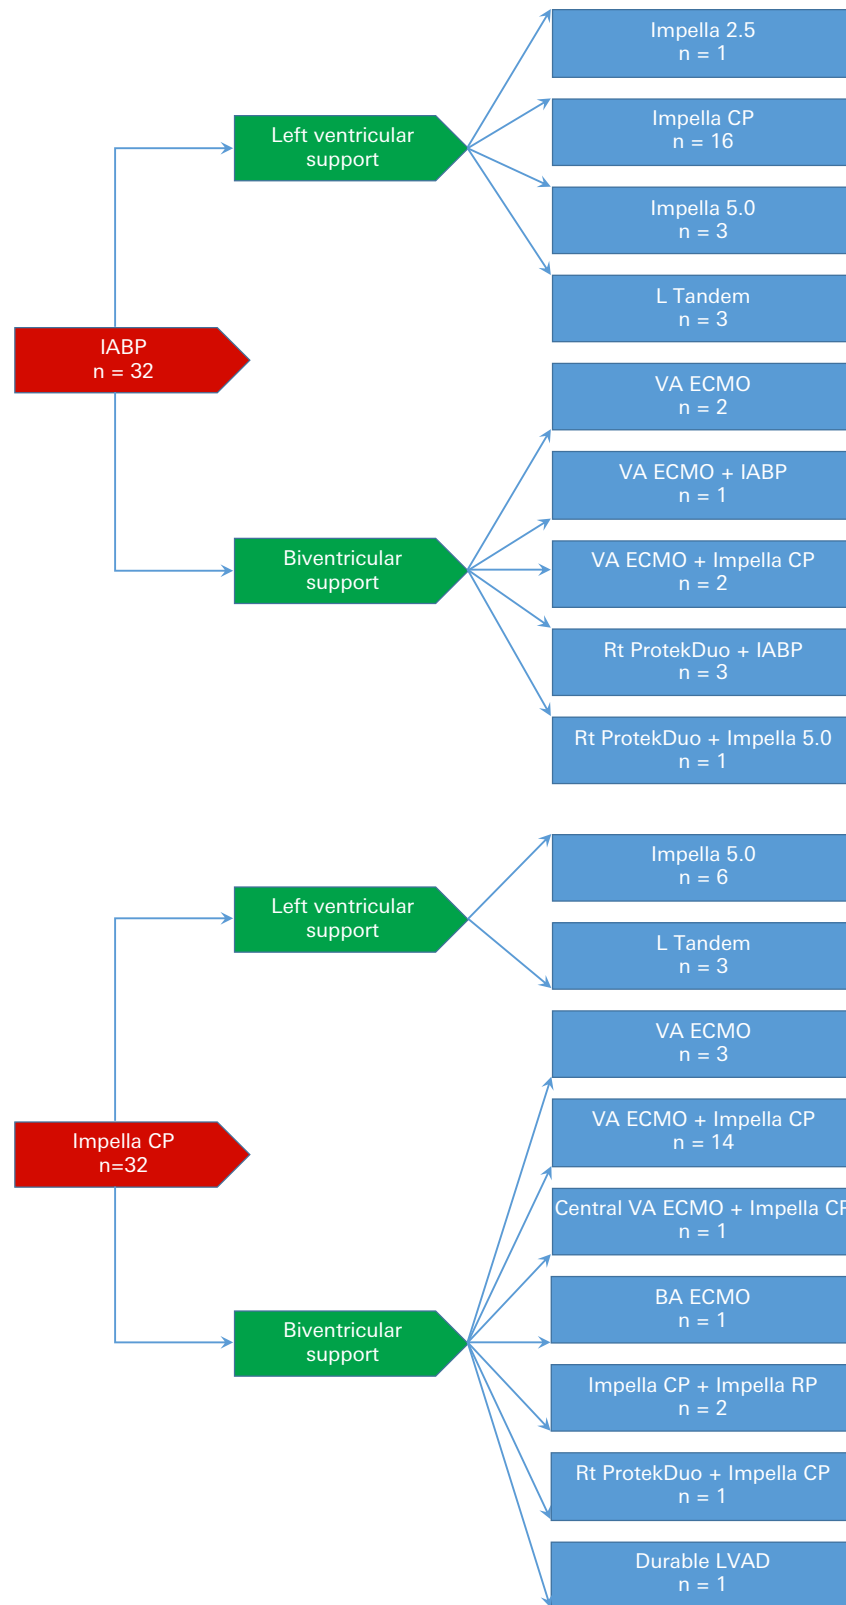 Impella 2.5
n = 1
Left ventricular
support
Impella CP
n = 16
Impella 5.0
n = 3
L Tandem
n = 3
IABP
n = 32
VA ECMO
n = 2
VA ECMO + IABP
n = 1
Biventricular
support
VA ECMO + Impella CP
n = 2
Rt ProtekDuo + IABP
n = 3
Rt ProtekDuo + Impella 5.0
n = 1
Impella 5.0
n = 6
Left ventricular
support
L Tandem
n = 3
VA ECMO
n = 3
Impella CP
n=32
VA ECMO + Impella CP
n = 14
Central VA ECMO + Impella CP
n = 1
BA ECMO
n = 1
Biventricular
support
Impella CP + Impella RP
n = 2
Rt ProtekDuo + Impella CP
n = 1
Durable LVAD
n = 1